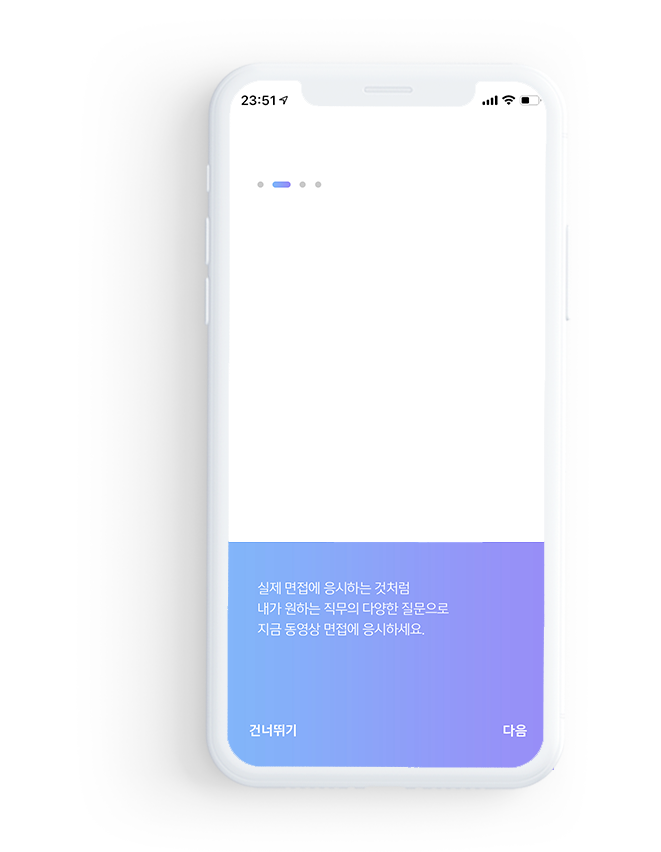 23:51
실제 면접에 응시하는 것처럼
내가 원하는 직무의 다양한 질문으로
지금 동영상 면접에 응시하세요.
건너뛰기 다음